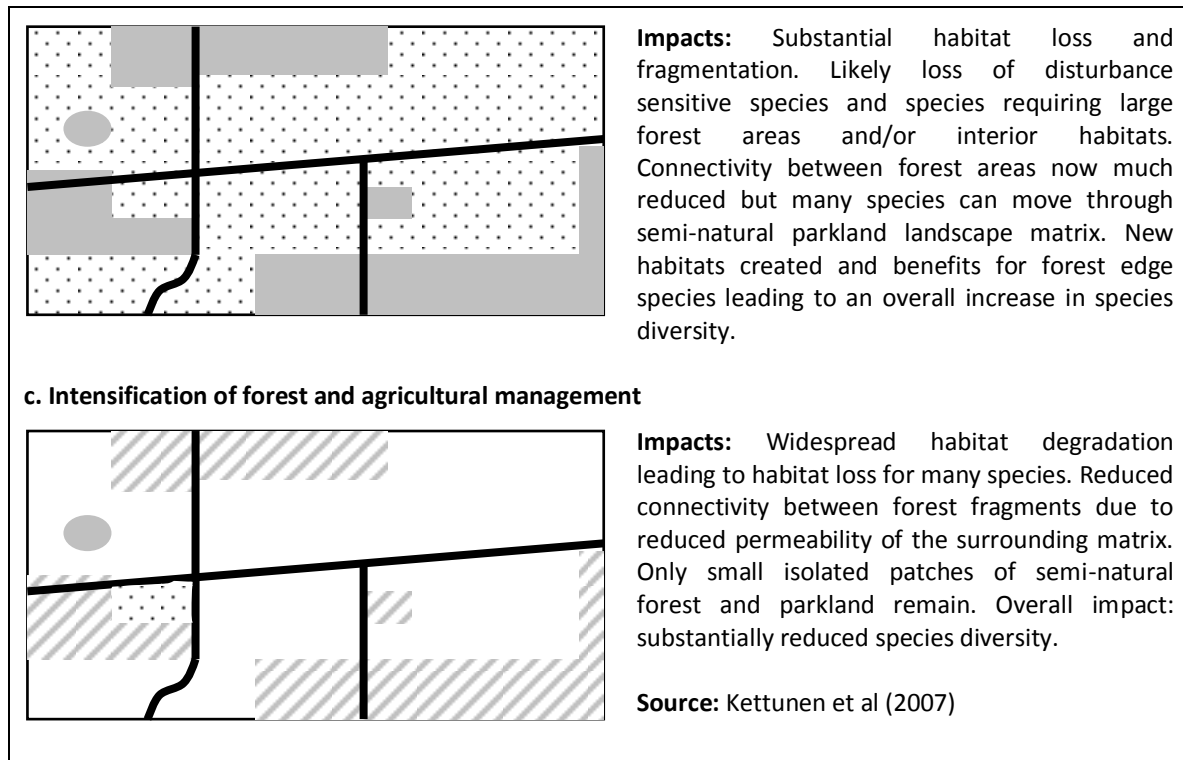 Impacts: Substantial habitat loss and
fragmentation. Likely loss of disturbance
sensitive species and species requiring large
forest areas and/or interior habitats.
Connectivity between forest areas now much
reduced but many species can move through
semi-natural parkland landscape matrix. New
habitats created and benefits for forest edge
species leading to an overall increase in species
diversity.
c. Intensification of forest and agricultural management
Impacts: Widespread habitat degradation
leading to habitat loss for many species. Reduced
connectivity between forest fragments due to
reduced permeability of the surrounding matrix.
Only small isolated patches of semi-natural
forest and parkland remain. Overall impact:
substantially reduced species diversity.
Source: Kettunen et al (2007)